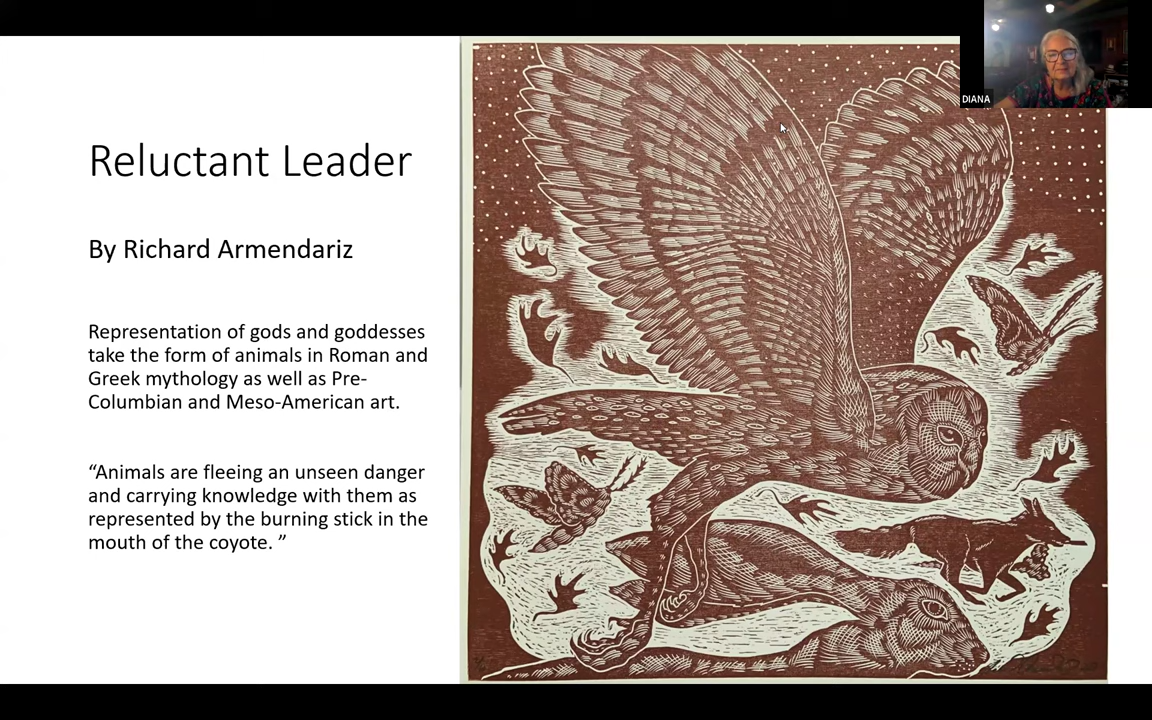 DIANA
Reluctant Leader
By Richard Armendariz
Representation of gods and goddesses
take the form of animals in Roman and
Greek mythology as well as Pre-
Columbian and Meso-American art.
“Animals are fleeing an unseen danger
and carrying knowledge with them as
represented by the burning stick in the
mouth of the coyote. ”